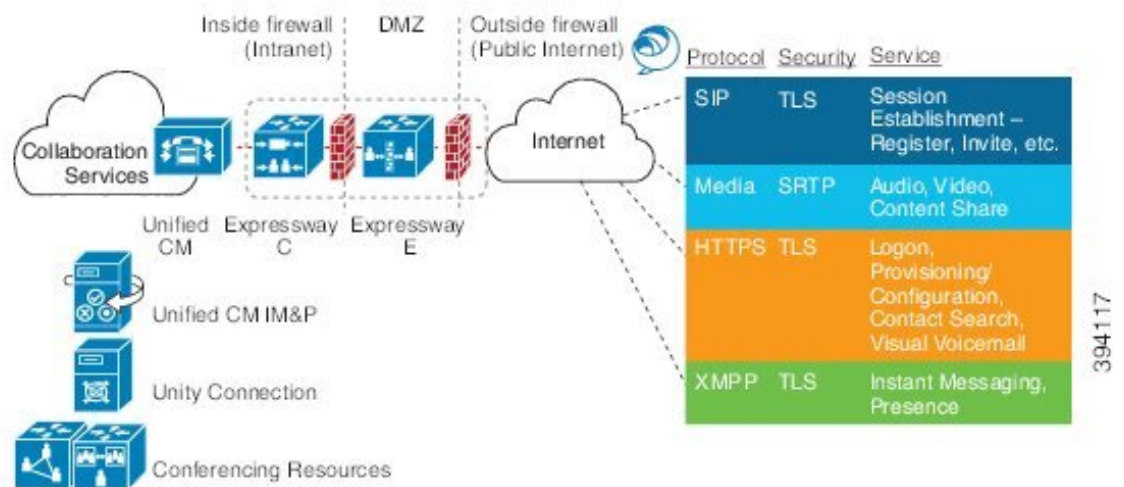 Inside firewall
(Intranet)
DMZ
Outside firewall
(Public Internet)
Protocol Security Service
SIP TLS Session
Establishment –
Register, Invite, etc.
Media SRTP Audio, Video,
Content Share
HTTPS TLS Logon,
Provisioning/
Configuration,
Contact Search,
Visual Voicemail
XMPP TLS Instant Messaging,
Presence
Collaboration
Services
Internet
Unified
CM
Expressway
C
Expressway
E
Unified CM IM&P
Unity Connection
Conferencing Resources
394117